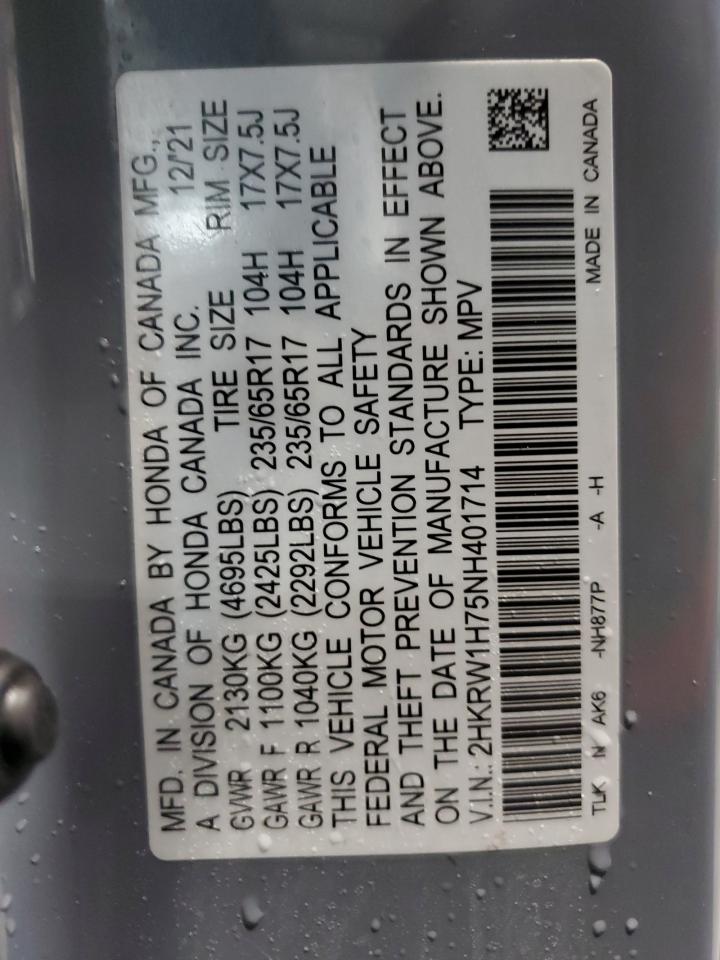 MFD. IN CANADA BY HONDA OF CANADA MFG.,
A DIVISION OF HONDA CANADA INC. 12/'21
GVWR 2130KG (4695LBS) TIRE SIZE RIM SIZE
GAWR F 1100KG (2425LBS) 235/65R17 104H 17X7.5J
GAWR R 1040KG (2292LBS) 235/65R17 104H 17X7.5J
THIS VEHICLE CONFORMS TO ALL APPLICABLE
FEDERAL MOTOR VEHICLE SAFETY
AND THEFT PREVENTION STANDARDS IN EFFECT
ON THE DATE OF MANUFACTURE SHOWN ABOVE.
V.I.N.: 2HKRW1H75NH401714 TYPE: MPV
TLK N AK6 -NH877P -A -H MADE IN CANADA